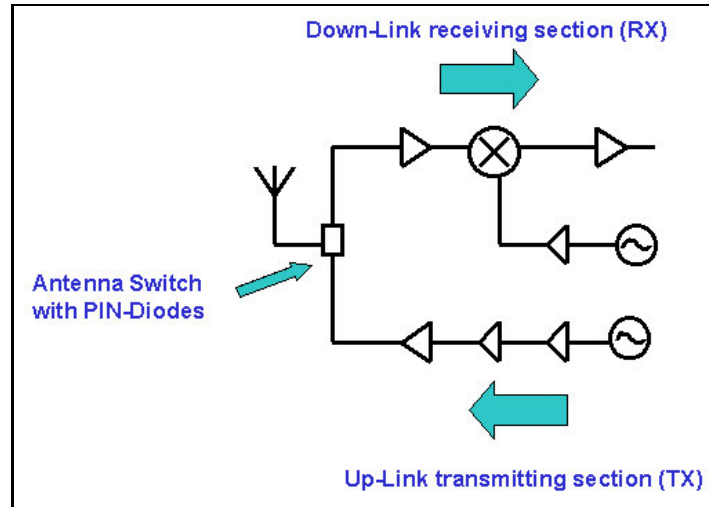 Down-Link receiving section (RX)
Antenna Switch
with PIN-Diodes
Up-Link transmitting section (TX)